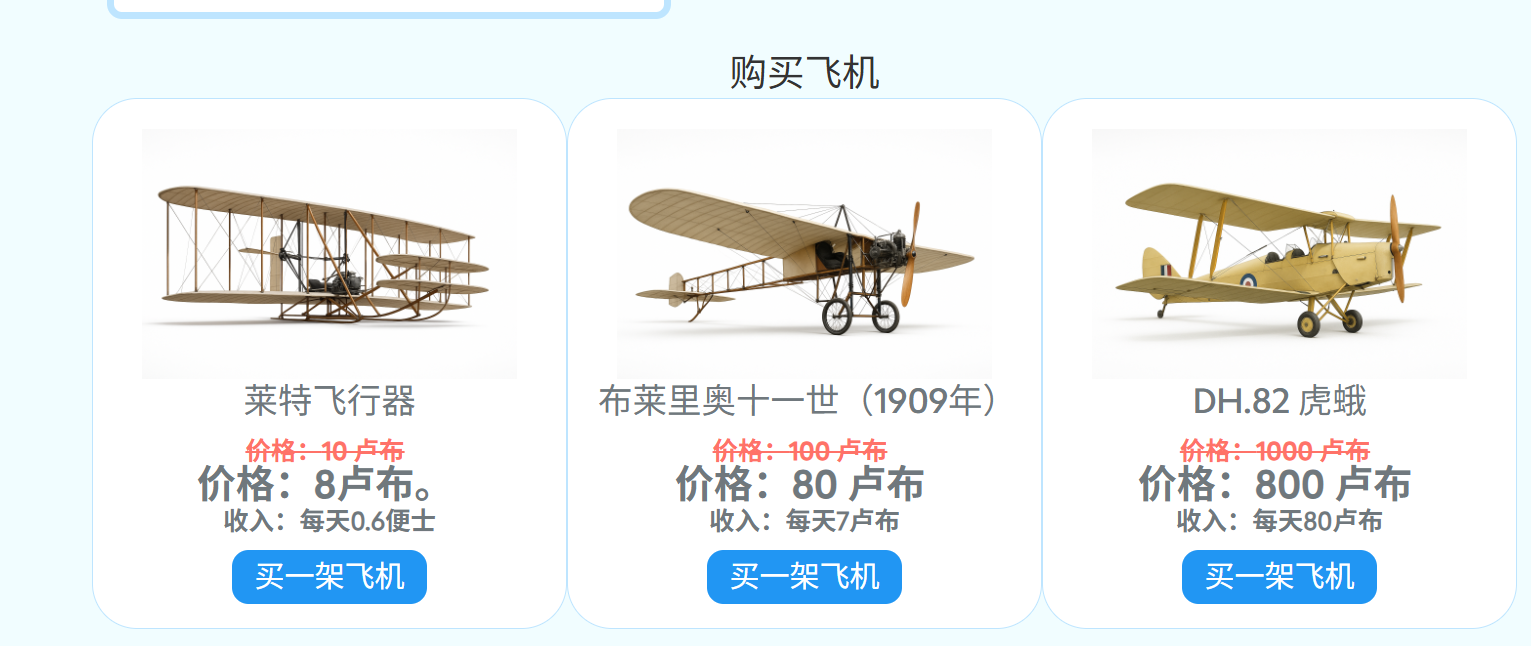 购买飞机
莱特飞行器
价格：10 卢布
价格：8卢布。
收入：每天0.6便士
买一架飞机
布莱里奥十一世（1909年）
价格：100 卢布
价格：80 卢布
收入：每天7卢布
买一架飞机
DH.82 虎蛾
价格：1000 卢布
价格：800 卢布
收入：每天80卢布
买一架飞机